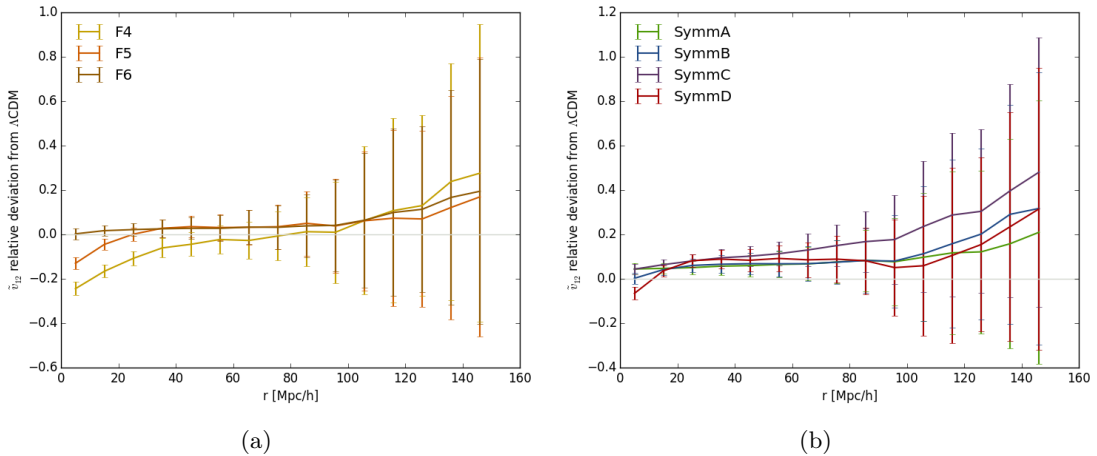 1.0
0.8
0.6
0.4
0.2
0.0
−0.2
−0.4
−0.6
ṽ₁₂ relative deviation from ΛCDM
F4
F5
F6
0 20 40 60 80 100 120 140 160
r [Mpc/h]
(a)
1.2
1.0
0.8
0.6
0.4
0.2
0.0
−0.2
−0.4
ṽ₁₂ relative deviation from ΛCDM
SymmA
SymmB
SymmC
SymmD
0 20 40 60 80 100 120 140 160
r [Mpc/h]
(b)